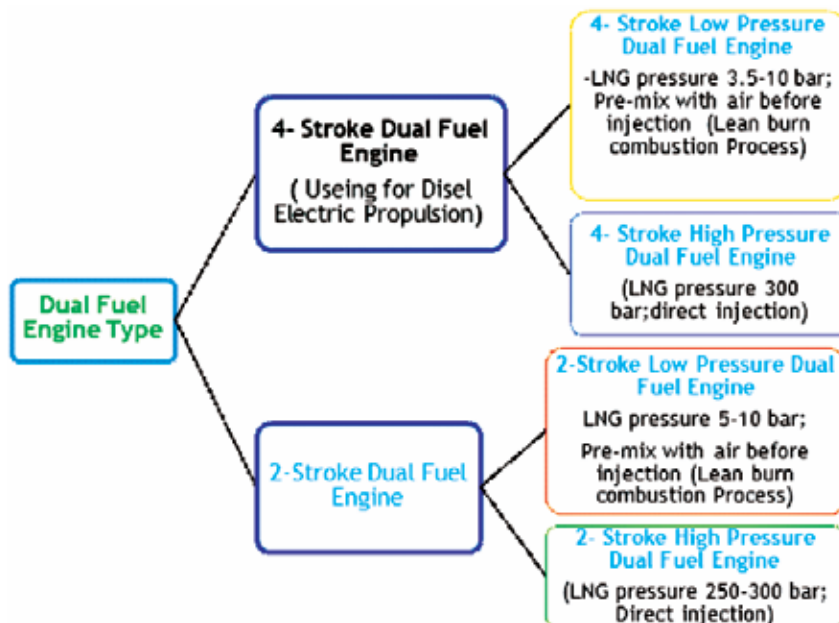 Dual Fuel
Engine Type
4- Stroke Dual Fuel
Engine
( Useing for Disel
Electric Propulsion)
2-Stroke Dual Fuel
Engine
4- Stroke Low Pressure
Dual Fuel Engine
-LNG pressure 3.5-10 bar;
Pre-mix with air before
injection (Lean burn
combustion Process)
4- Stroke High Pressure
Dual Fuel Engine
(LNG pressure 300
bar;direct injection)
2-Stroke Low Pressure Dual
Fuel Engine
LNG pressure 5-10 bar;
Pre-mix with air before
injection (Lean burn
combustion Process)
2- Stroke High Pressure
Dual Fuel Engine
(LNG pressure 250-300 bar;
Direct injection)